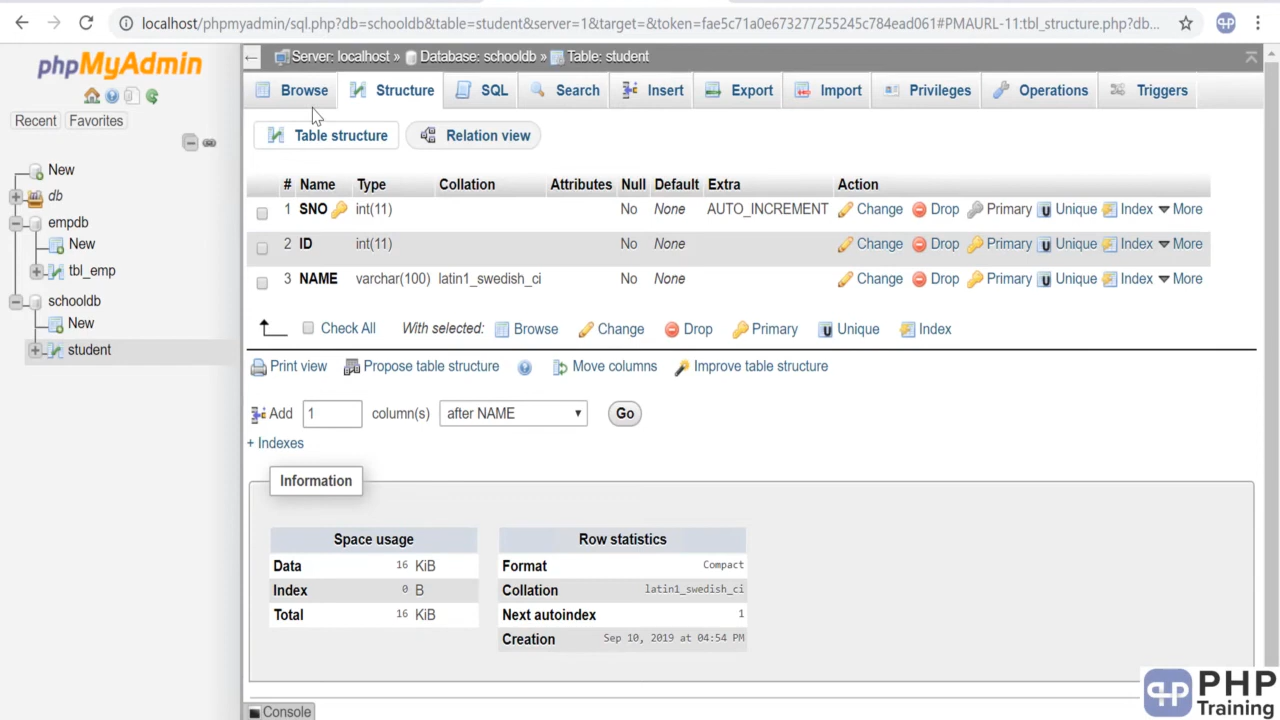 localhost/phpmyadmin/sql.php?db=schooldb&table=student&server=1&target=&token=fae5c71a0e673277255245c784ead061#PMAURL-11:tbl_structure.php?db...
phpMyAdmin
Recent Favorites
New
db
empdb
New
tbl_emp
schooldb
New
student
Server: localhost » Database: schooldb » Table: student
Browse Structure SQL Search Insert Export Import Privileges Operations Triggers
Table structure Relation view
# Name Type Collation Attributes Null Default Extra Action
1 SNO int(11) No None AUTO_INCREMENT Change Drop Primary Unique Index More
2 ID int(11) No None Change Drop Primary Unique Index More
3 NAME varchar(100) latin1_swedish_ci No None Change Drop Primary Unique Index More
Check All With selected: Browse Change Drop Primary Unique Index
Print view Propose table structure Move columns Improve table structure
Add 1 column(s) after NAME Go
+ Indexes
Information
Space usage
Data 16 KiB
Index 0 B
Total 16 KiB
Row statistics
Format Compact
Collation latin1_swedish_ci
Next autoindex 1
Creation Sep 10, 2019 at 04:54 PM
Console
PHP
Training